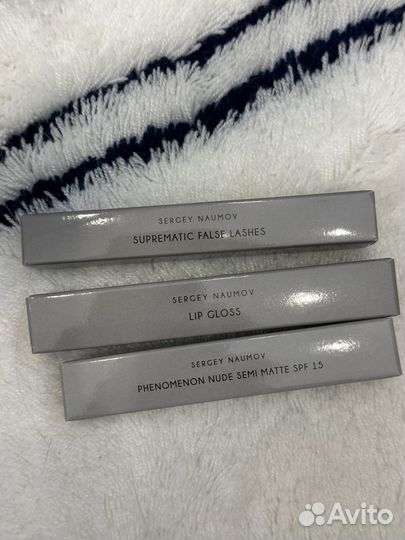 SERGEY NAUMOV
SUPREMATIC FALSE LASHES
SERGEY NAUMOV
LIP GLOSS
SERGEY NAUMOV
PHENOMENON NUDE SEMI MATTE SPF 15
Avito